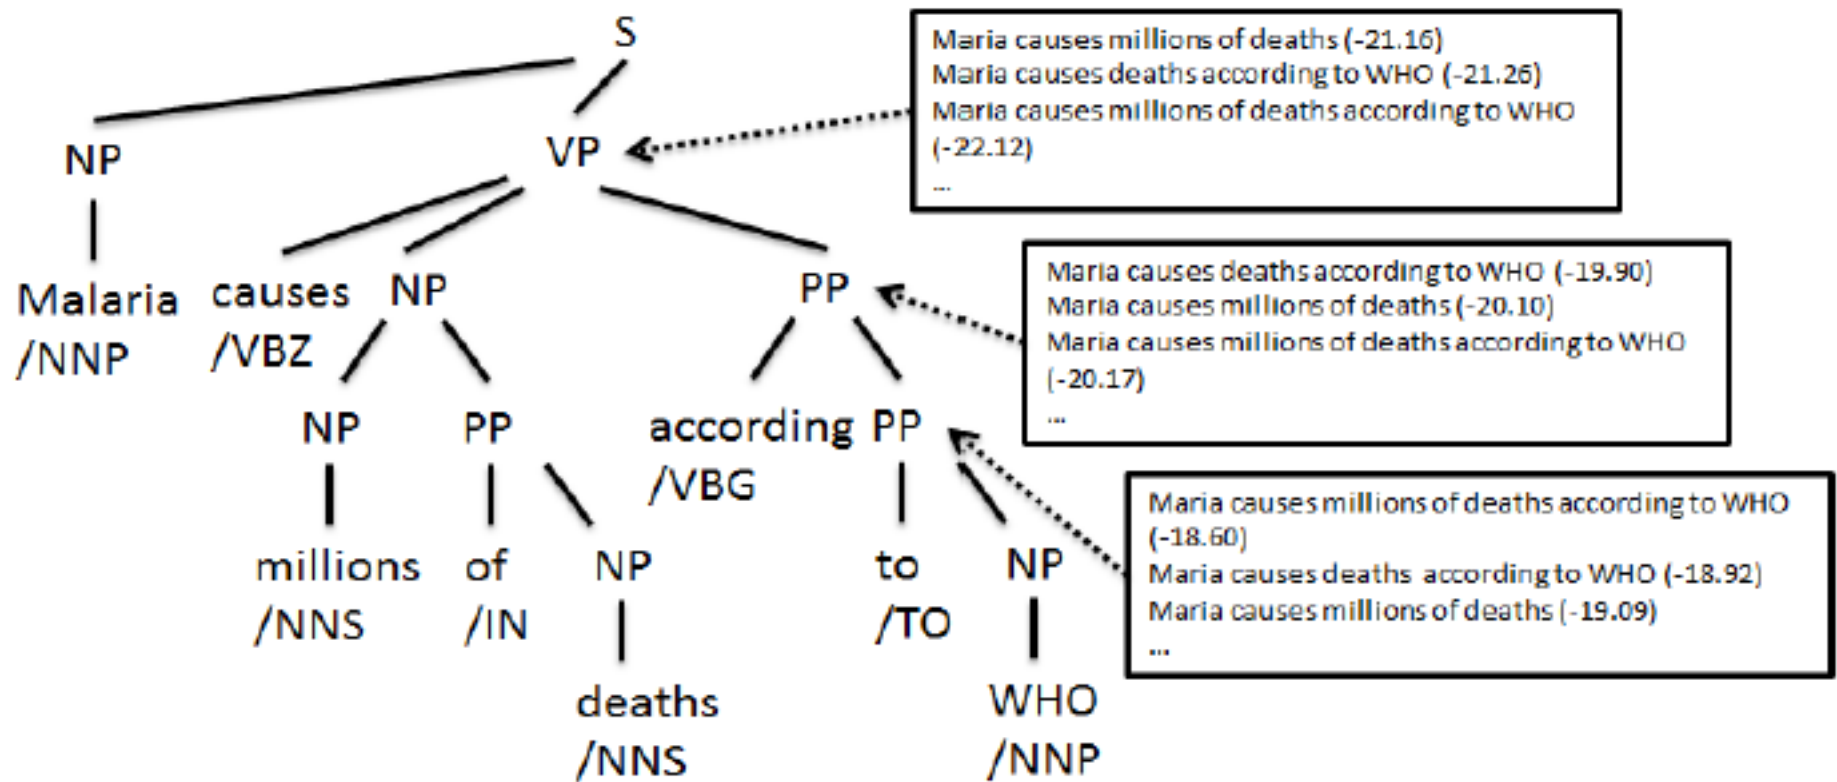 S
Maria causes millions of deaths (-21.16)
Maria causes deaths according to WHO (-21.26)
Maria causes millions of deaths according to WHO
(-22.12)
...
NP
VP
Maria causes deaths according to WHO (-19.90)
Maria causes millions of deaths (-20.10)
Maria causes millions of deaths according to WHO
(-20.17)
...
Malaria
/NNP
causes
/VBZ
NP
PP
NP
PP
according
/VBG
PP
Maria causes millions of deaths according to WHO
(-18.60)
Maria causes deaths according to WHO (-18.92)
Maria causes millions of deaths (-19.09)
...
millions
/NNS
of
/IN
NP
to
/TO
NP
deaths
/NNS
WHO
/NNP